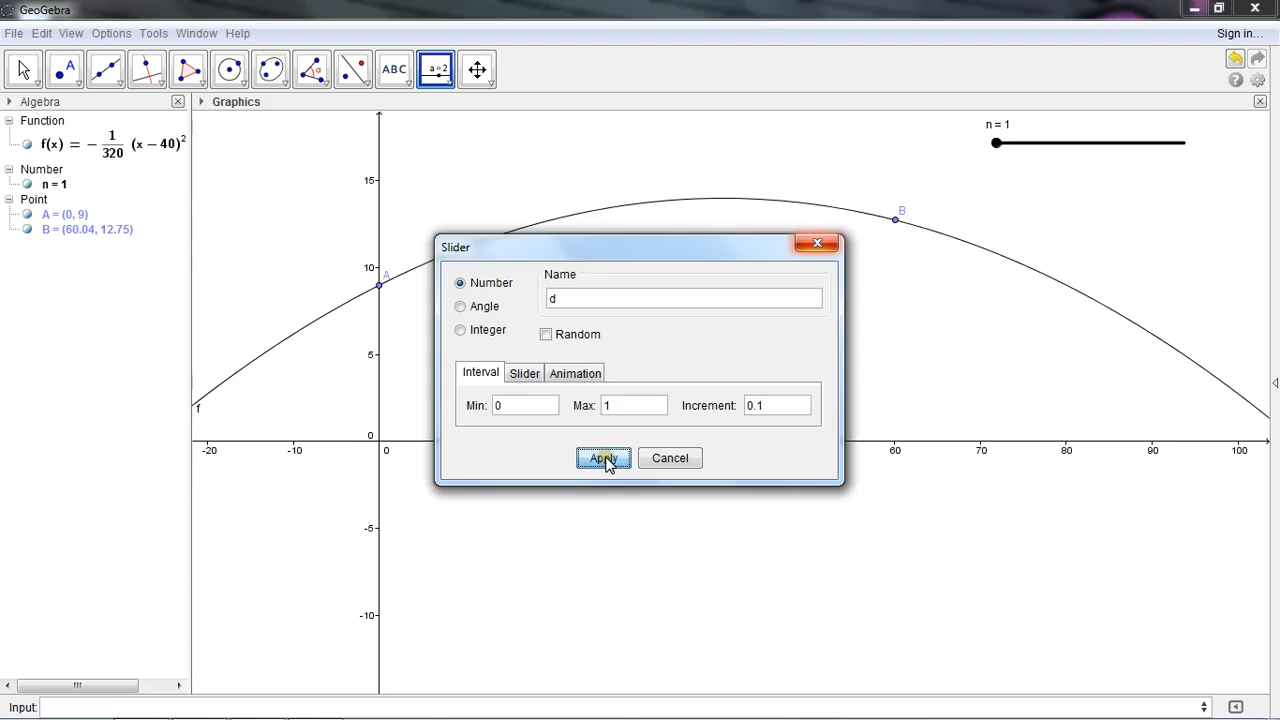 GeoGebra
File Edit View Options Tools Window Help
Sign in...
ABC
a = 2
Algebra
Graphics
Function
f(x) = − 1/320 (x − 40)²
Number
n = 1
Point
A = (0, 9)
B = (60.04, 12.75)
n = 1
15
10
5
0
-5
-10
-20 -10 0 60 70 80 90 100
A
B
f
Slider
Number
Angle
Integer
Name
d
Random
Interval Slider Animation
Min: 0 Max: 1 Increment: 0.1
Apply Cancel
Input: